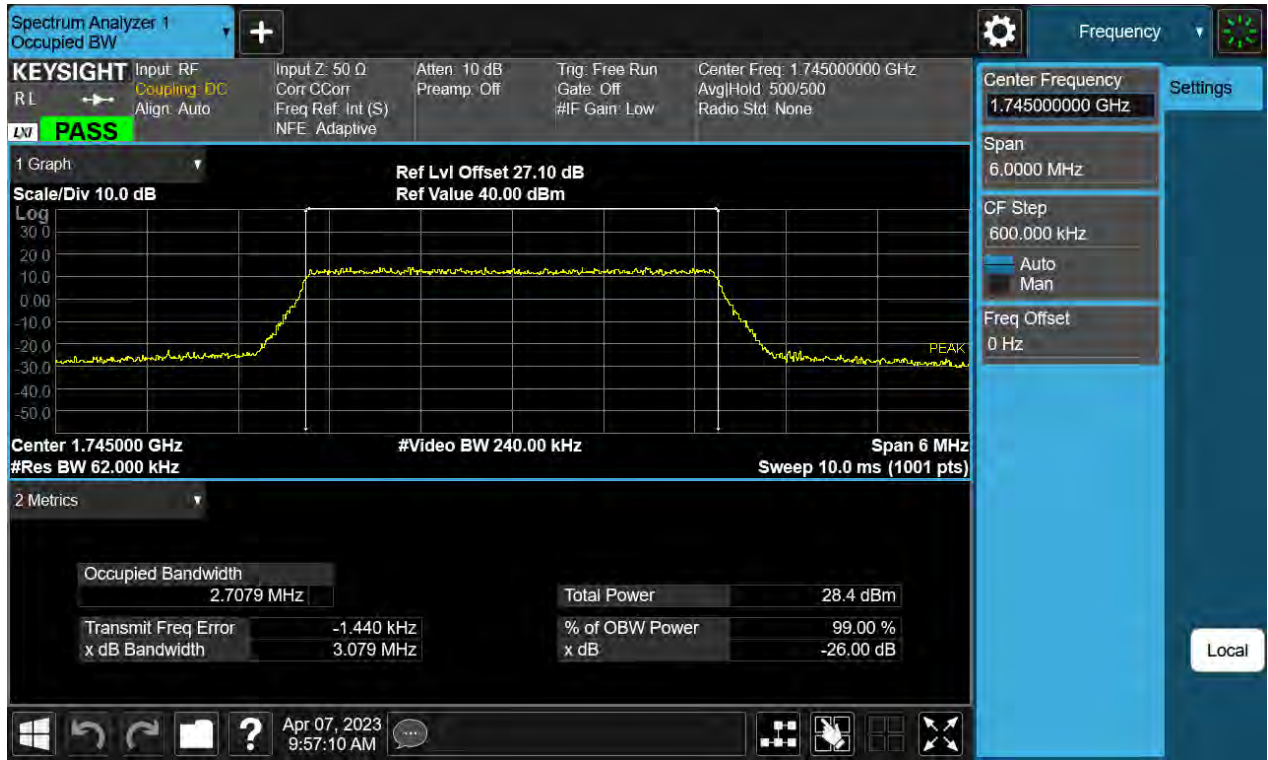 Spectrum Analyzer 1
Occupied BW
+
Frequency
KEYSIGHT
RL
LXI
PASS
Input: RF
Coupling: DC
Align: Auto
Input Z: 50 Ω
Corr CCorr
Freq Ref: Int (S)
NFE: Adaptive
Atten: 10 dB
Preamp: Off
Trig: Free Run
Gate: Off
#IF Gain: Low
Center Freq: 1.745000000 GHz
Avg|Hold: 500/500
Radio Std: None
1 Graph
Scale/Div 10.0 dB
Ref Lvl Offset 27.10 dB
Ref Value 40.00 dBm
Log
30.0
20.0
10.0
0.00
-10.0
-20.0
-30.0
-40.0
-50.0
PEAK
Center 1.745000 GHz
#Video BW 240.00 kHz
Span 6 MHz
#Res BW 62.000 kHz
Sweep 10.0 ms (1001 pts)
2 Metrics
Occupied Bandwidth
2.7079 MHz
Transmit Freq Error -1.440 kHz
x dB Bandwidth 3.079 MHz
Total Power 28.4 dBm
% of OBW Power 99.00 %
x dB -26.00 dB
Center Frequency
1.745000000 GHz
Span
6.0000 MHz
CF Step
600.000 kHz
Auto
Man
Freq Offset
0 Hz
Settings
Local
?
Apr 07, 2023
9:57:10 AM